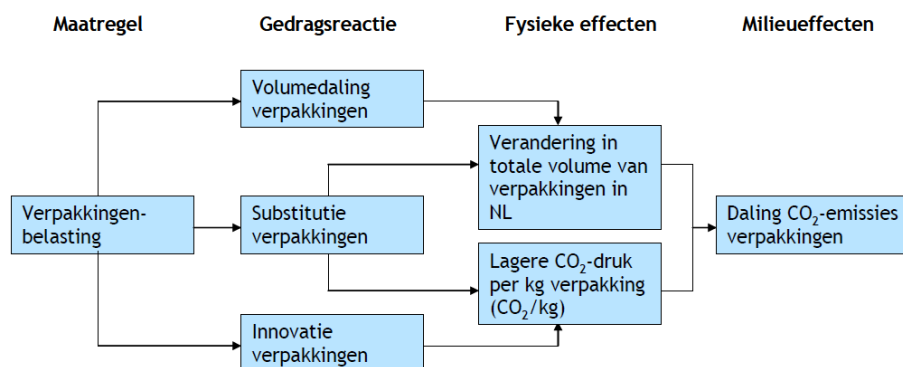 Maatregel
Gedragsreactie
Fysieke effecten
Milieueffecten
Verpakkingen-
belasting
Volumedaling
verpakkingen
Substitutie
verpakkingen
Innovatie
verpakkingen
Verandering in
totale volume van
verpakkingen in
NL
Lagere CO₂-druk
per kg verpakking
(CO₂/kg)
Daling CO₂-emissies
verpakkingen